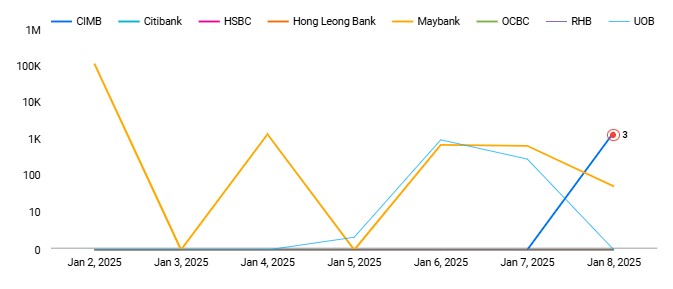 CIMB Citibank HSBC Hong Leong Bank Maybank OCBC RHB UOB
1M
100K
10K
1K
100
10
0
3
Jan 2, 2025 Jan 3, 2025 Jan 4, 2025 Jan 5, 2025 Jan 6, 2025 Jan 7, 2025 Jan 8, 2025